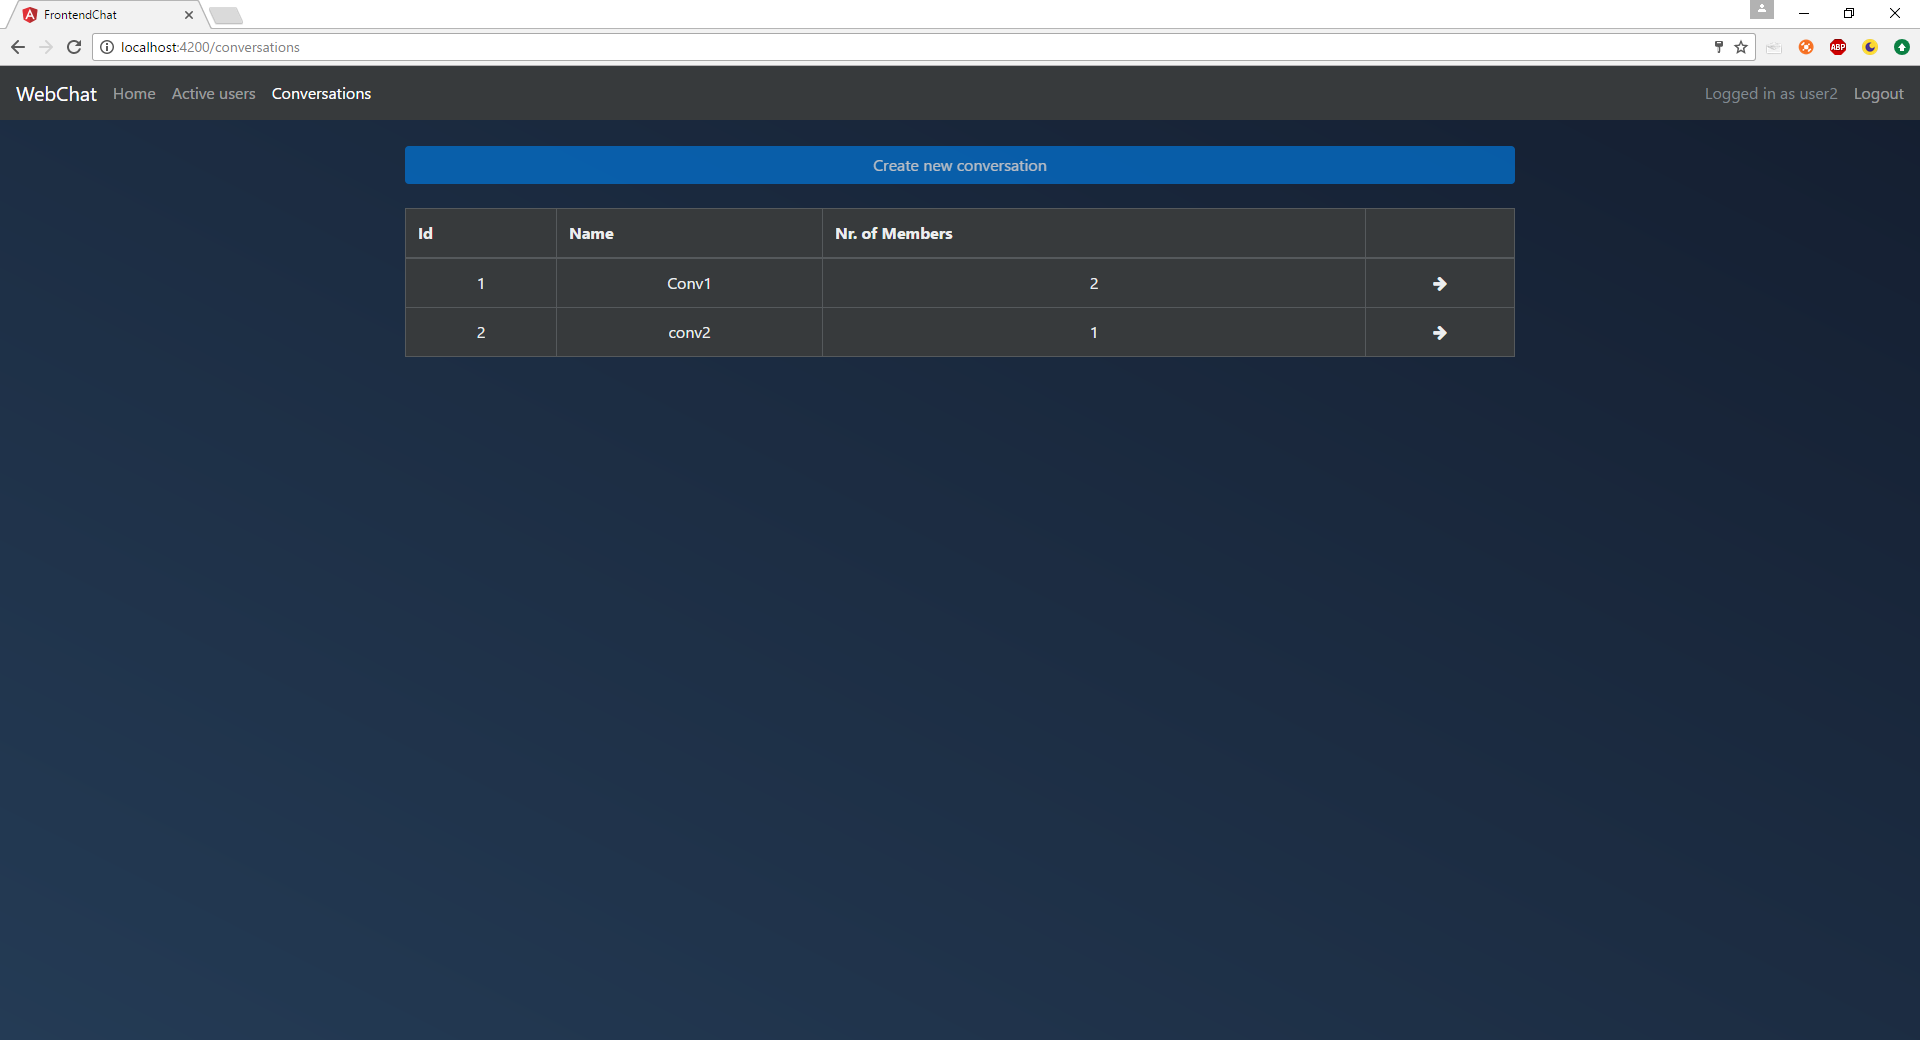 FrontendChat
localhost:4200/conversations
ABP
WebChat Home Active users Conversations Logged in as user2 Logout
Create new conversation
Id Name Nr. of Members
1 Conv1 2
2 conv2 1